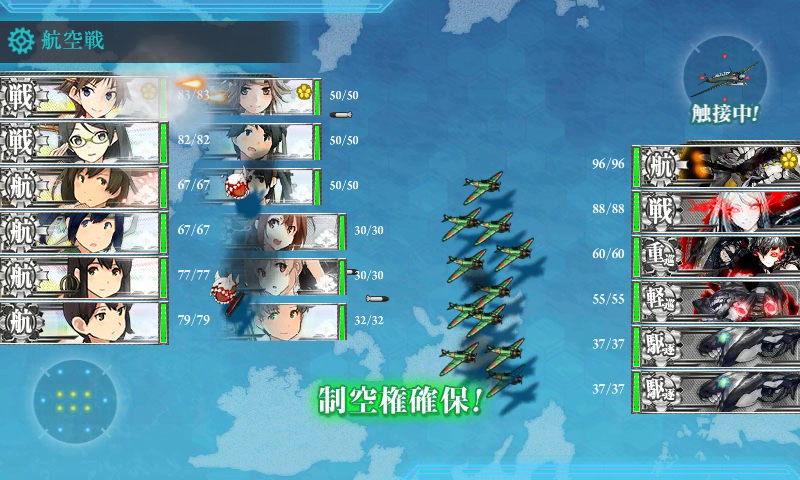 航空戦
戦 83/83 50/50
戦 82/82 50/50
航 67/67 50/50
航 67/67 30/30
航 77/77 30/30
航 79/79 32/32
触接中!
96/96 航
88/88 戦
60/60 重巡
55/55 軽巡
37/37 駆逐
37/37 駆逐
制空権確保!